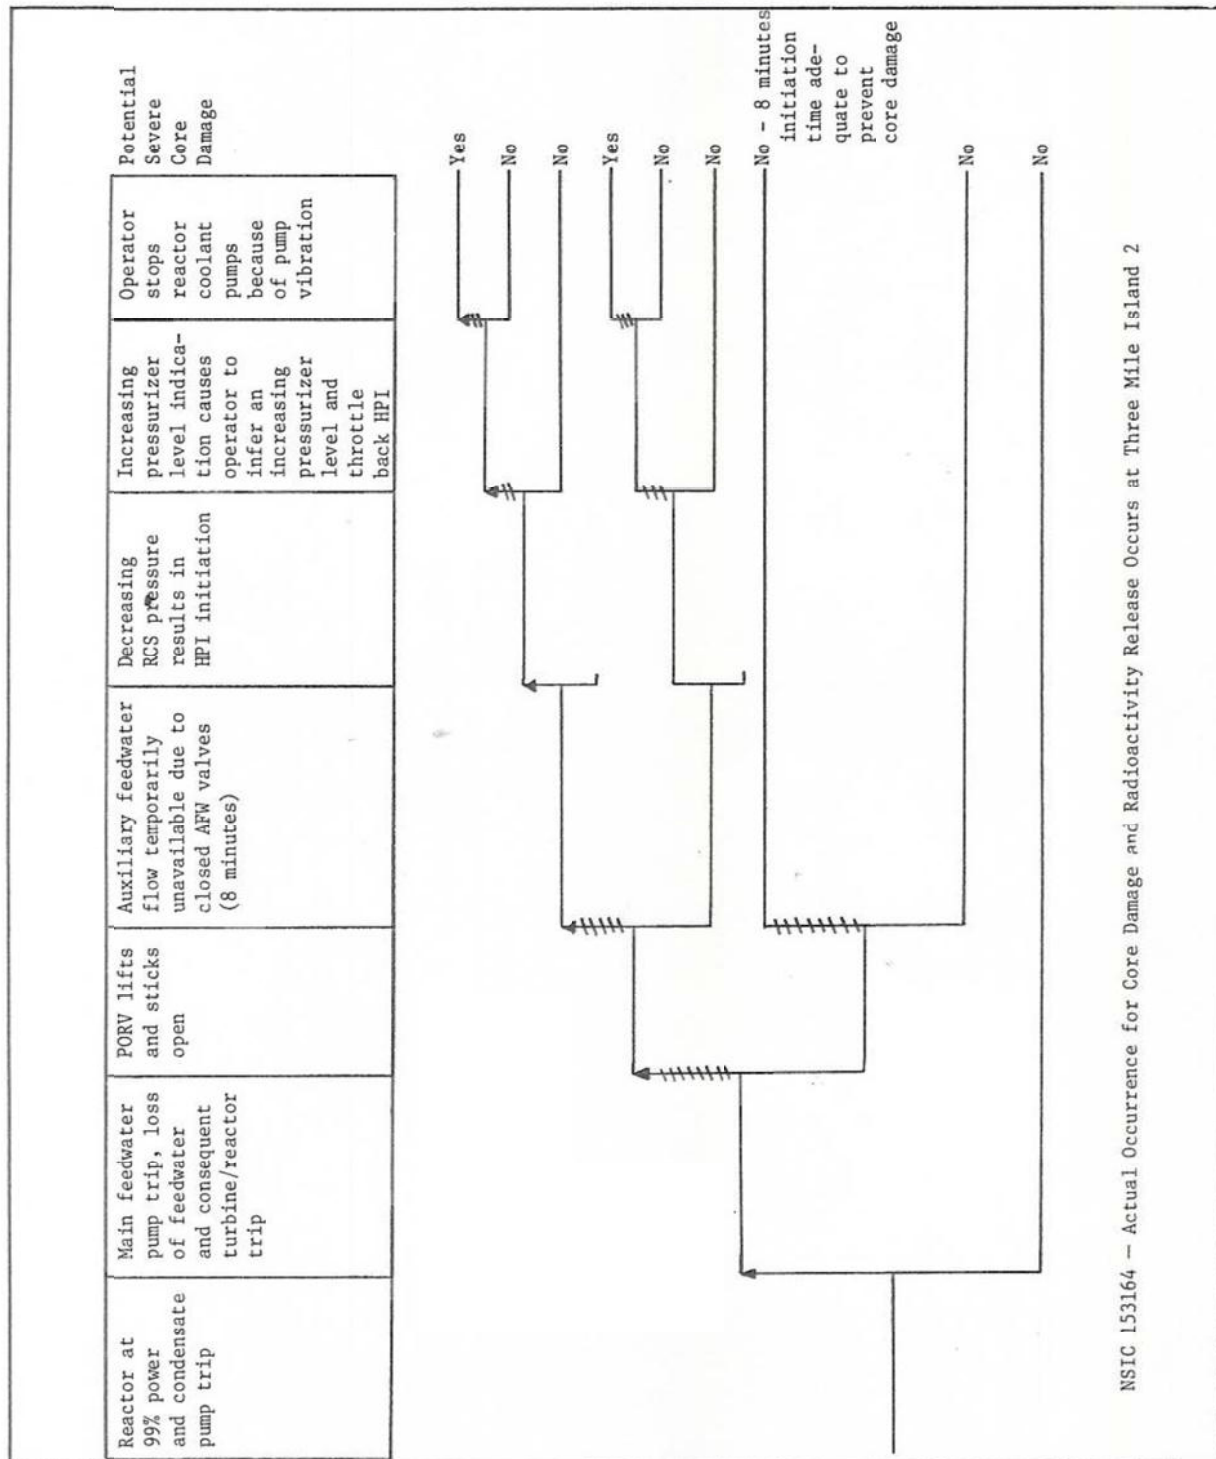 Reactor at
99% power
and condensate
pump trip
Main feedwater
pump trip, loss
of feedwater
and consequent
turbine/reactor
trip
PORV lifts
and sticks
open
Auxiliary feedwater
flow temporarily
unavailable due to
closed AFW valves
(8 minutes)
Decreasing
RCS pressure
results in
HPI initiation
Increasing
pressurizer
level indica-
tion causes
operator to
infer an
increasing
pressurizer
level and
throttle
back HPI
Operator
stops
reactor
coolant
pumps
because
of pump
vibration
Potential
Severe
Core
Damage
Yes
No
No
Yes
No
No
No - 8 minutes
initiation
time ade-
quate to
prevent
core damage
No
No
NSIC 153164 — Actual Occurrence for Core Damage and Radioactivity Release Occurs at Three Mile Island 2